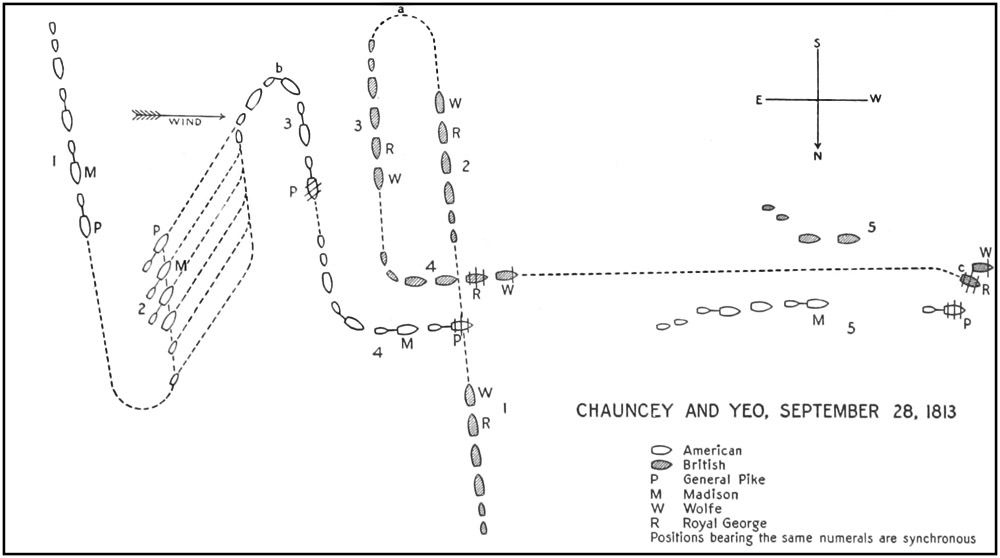 a
S
b
E W
WIND
N
W
R
3
3
2
R
1
M
P
W
P
5
P
W
M
4
c
R
W
R
2
M
5
P
M
P
4
W
1
R
CHAUNCEY AND YEO, SEPTEMBER 28, 1813
American
British
P General Pike
M Madison
W Wolfe
R Royal George
Positions bearing the same numerals are synchronous